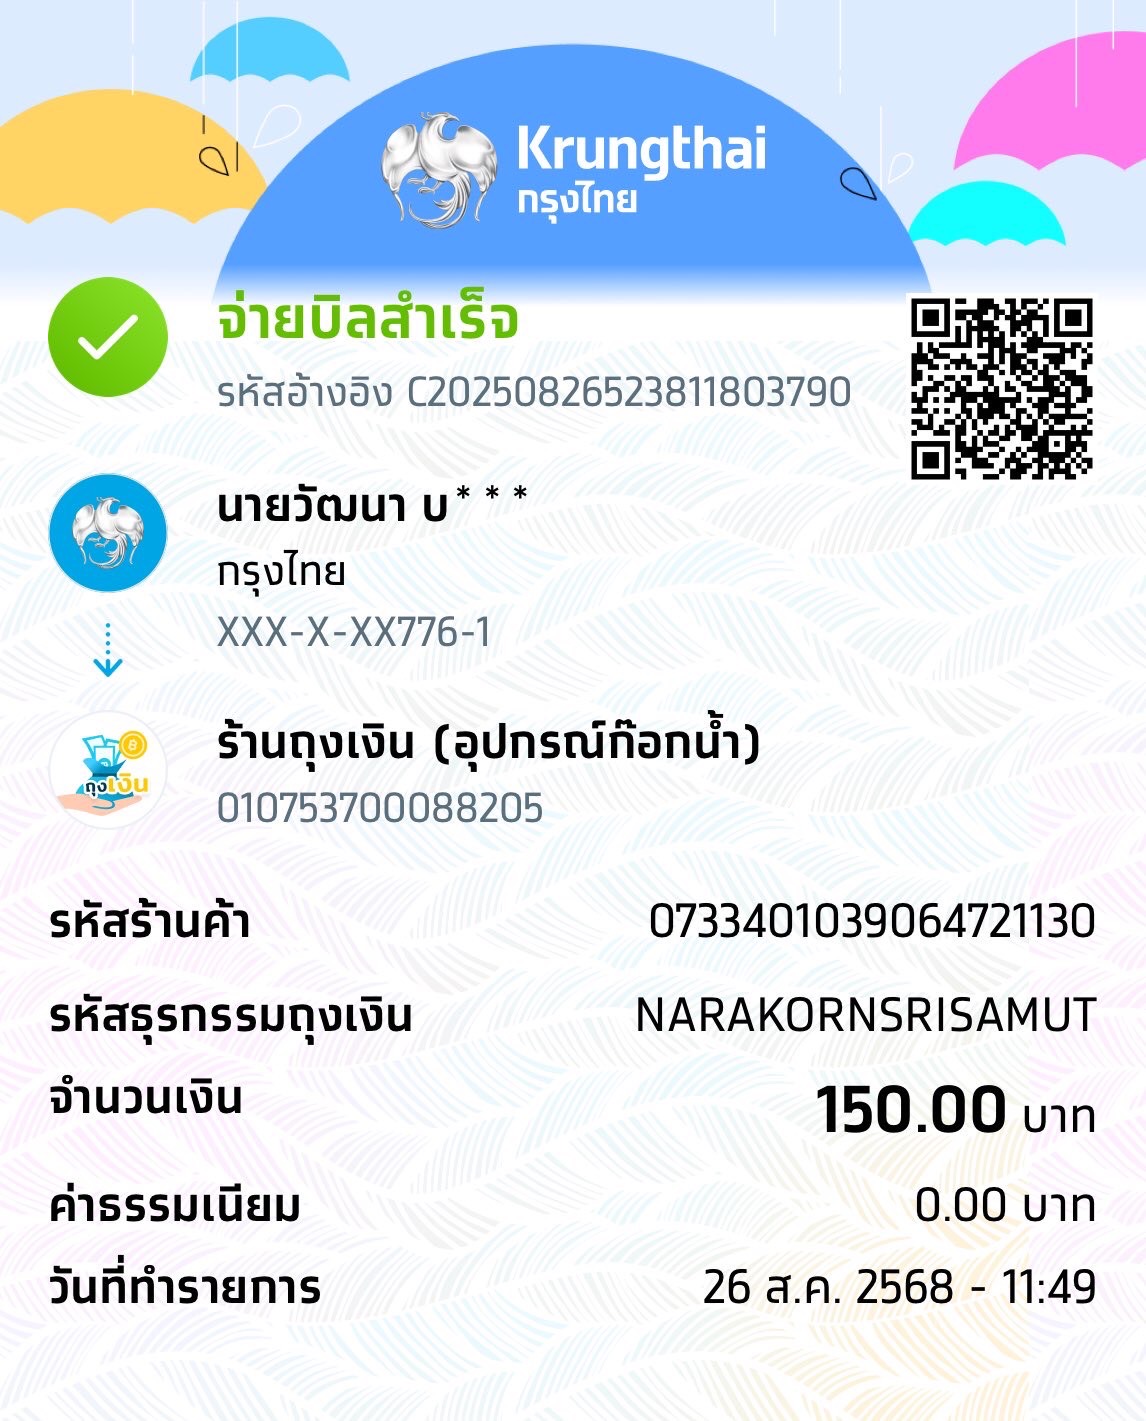 Krungthai
กรุงไทย
จ่ายบิลสำเร็จ
รหัสอ้างอิง C20250826523811803790
นายวัฒนา บ***
กรุงไทย
XXX-X-XX776-1
ถุงเงิน
ร้านถุงเงิน (อุปกรณ์ก๊อกน้ำ)
010753700088205
รหัสร้านค้า 0733401039064721130
รหัสธุรกรรมถุงเงิน NARAKORNSRISAMUT
จำนวนเงิน 150.00 บาท
ค่าธรรมเนียม 0.00 บาท
วันที่ทำรายการ 26 ส.ค. 2568 - 11:49